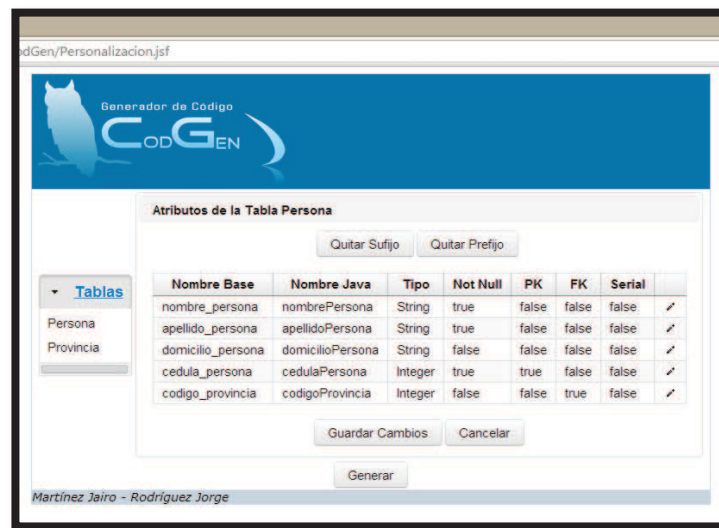 odGen/Personalizacion.jsf
Generador de Código
CODGEN
Atributos de la Tabla Persona
Quitar Sufijo Quitar Prefijo
Tablas
Persona
Provincia
Nombre Base Nombre Java Tipo Not Null PK FK Serial
nombre_persona nombrePersona String true false false false
apellido_persona apellidoPersona String true false false false
domicilio_persona domicilioPersona String false false false false
cedula_persona cedulaPersona Integer true true false false
codigo_provincia codigoProvincia Integer false false true false
Guardar Cambios Cancelar
Generar
Martínez Jairo - Rodríguez Jorge